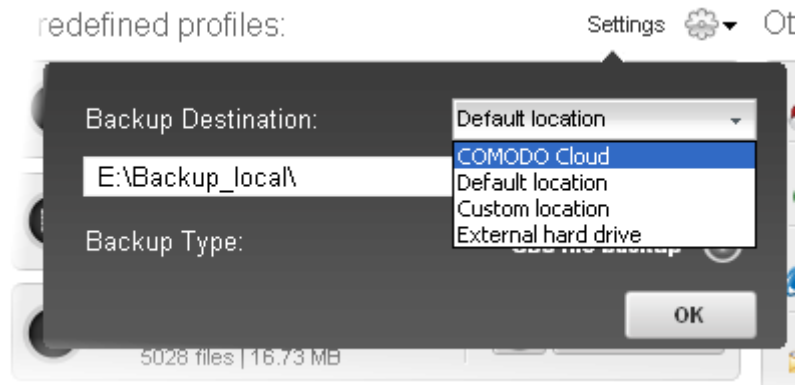 redefined profiles:
Settings
Ot
Backup Destination:
Default location
COMODO Cloud
E:\Backup_local\
Default location
Custom location
External hard drive
Backup Type:
OK
5028 files | 16.73 MB